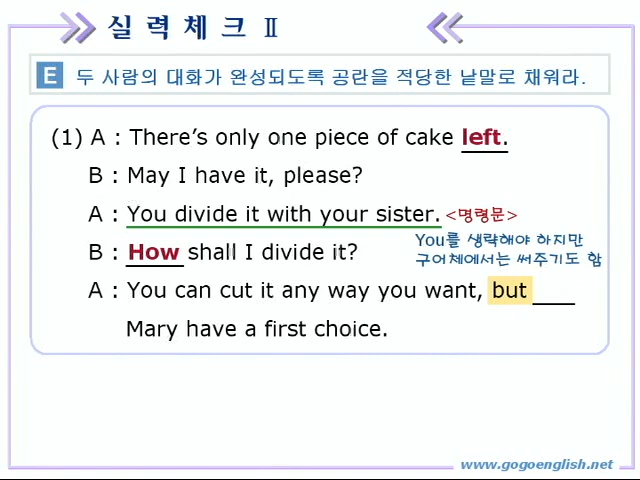 실 력 체 크 Ⅱ
E 두 사람의 대화가 완성되도록 공란을 적당한 낱말로 채워라.
(1) A : There's only one piece of cake left.
B : May I have it, please?
A : You divide it with your sister. <명령문>
B : How shall I divide it?
You를 생략해야 하지만
구어체에서는 써주기도 함
A : You can cut it any way you want, but ___
Mary have a first choice.
www.gogoenglish.net